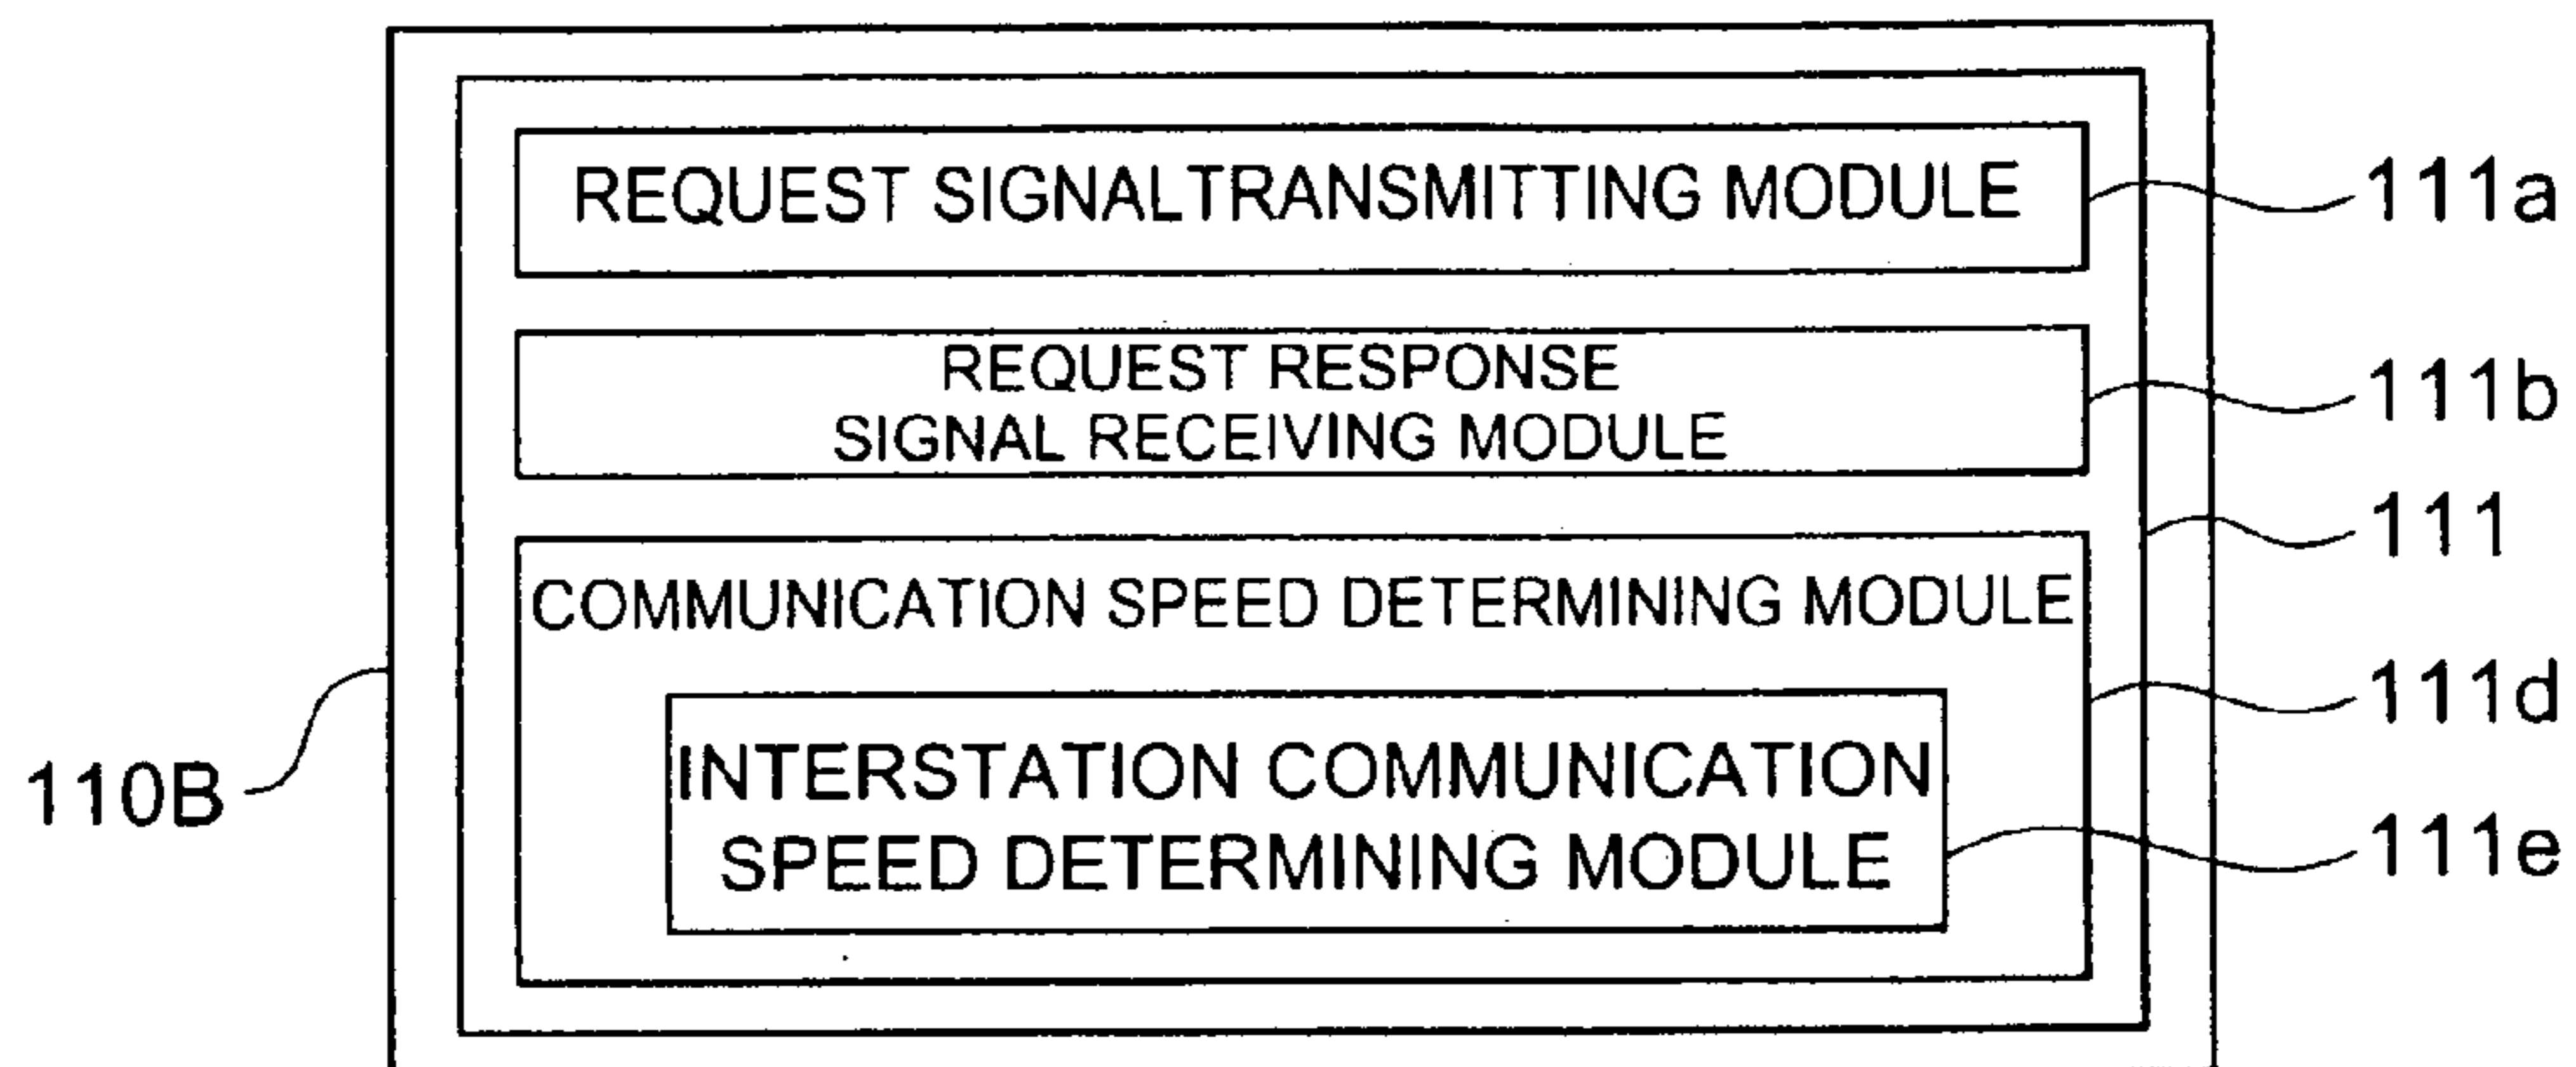 REQUEST SIGNALTRANSMITTING MODULE
111a
REQUEST RESPONSE
SIGNAL RECEIVING MODULE
111b
111
COMMUNICATION SPEED DETERMINING MODULE
111d
INTERSTATION COMMUNICATION
SPEED DETERMINING MODULE
111e
110B